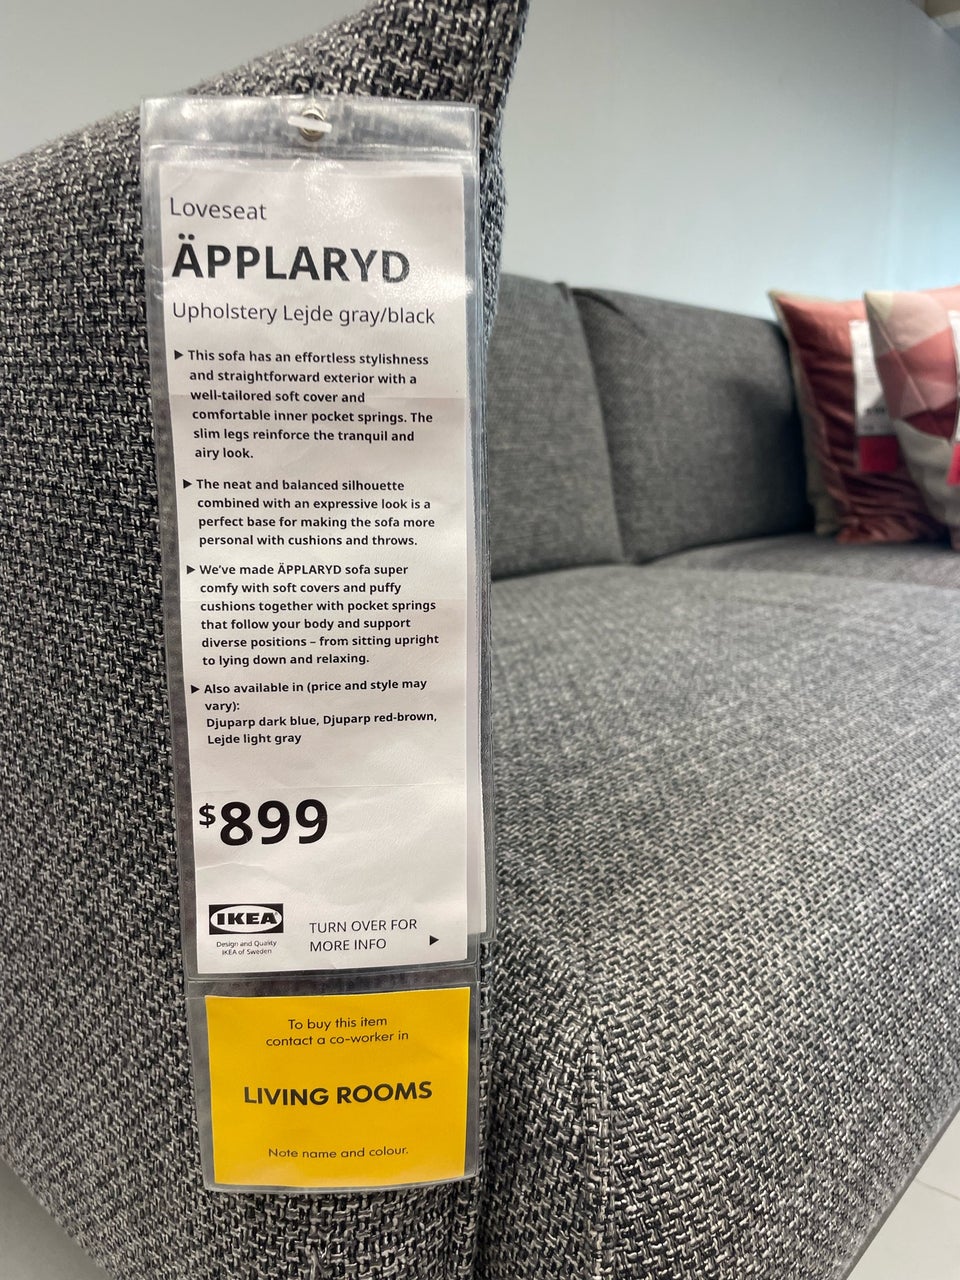 Loveseat
ÄPPLARYD
Upholstery Lejde gray/black
▶ This sofa has an effortless stylishness
and straightforward exterior with a
well-tailored soft cover and
comfortable inner pocket springs. The
slim legs reinforce the tranquil and
airy look.
▶ The neat and balanced silhouette
combined with an expressive look is a
perfect base for making the sofa more
personal with cushions and throws.
▶ We've made ÄPPLARYD sofa super
comfy with soft covers and puffy
cushions together with pocket springs
that follow your body and support
diverse positions – from sitting upright
to lying down and relaxing.
▶ Also available in (price and style may
vary):
Djuparp dark blue, Djuparp red-brown,
Lejde light gray
$899
IKEA
Design and Quality
IKEA of Sweden
TURN OVER FOR
MORE INFO ▶
To buy this item
contact a co-worker in
LIVING ROOMS
Note name and colour.